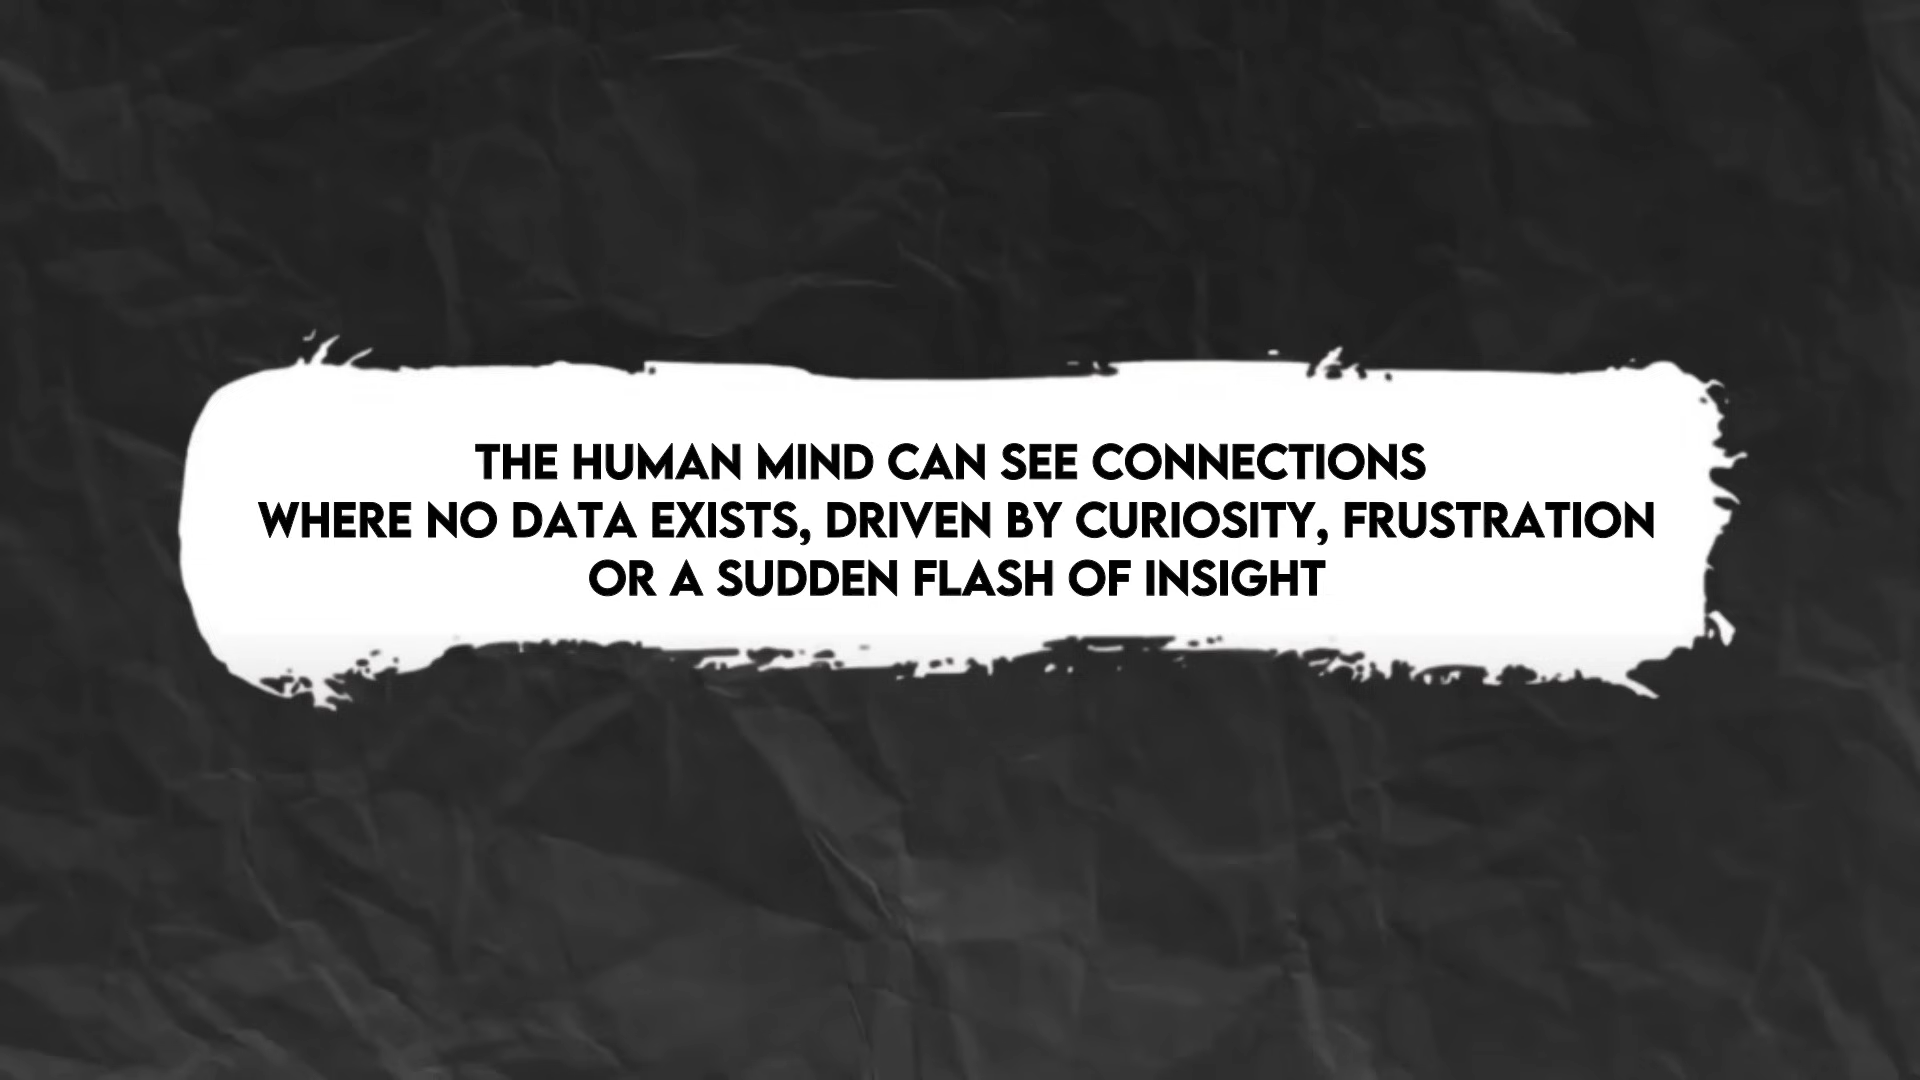 THE HUMAN MIND CAN SEE CONNECTIONS
WHERE NO DATA EXISTS, DRIVEN BY CURIOSITY, FRUSTRATION
OR A SUDDEN FLASH OF INSIGHT